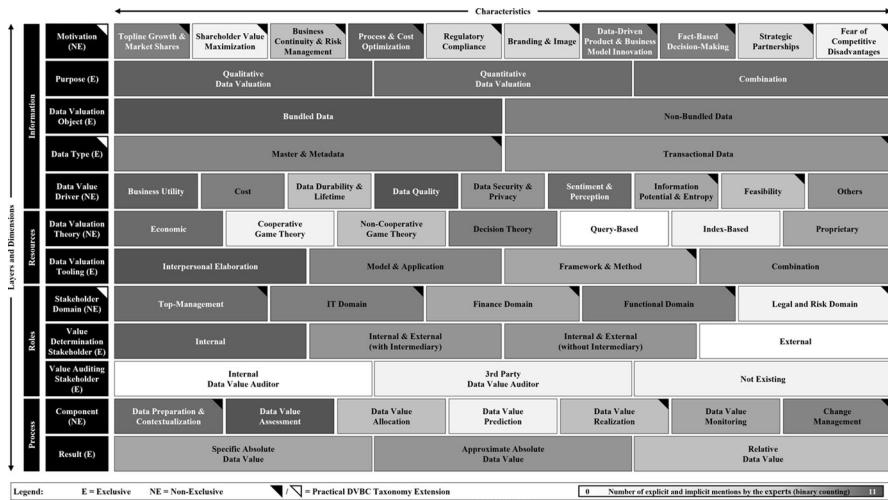 Characteristics
Layers and Dimensions
Information
Motivation
(NE)
Topline Growth &
Market Shares
Shareholder Value
Maximization
Business
Continuity & Risk
Management
Process & Cost
Optimization
Regulatory
Compliance
Branding & Image
Data-Driven
Product & Business
Model Innovation
Fact-Based
Decision-Making
Strategic
Partnerships
Fear of
Competitive
Disadvantages
Purpose (E)
Qualitative
Data Valuation
Quantitative
Data Valuation
Combination
Data Valuation
Object (E)
Bundled Data
Non-Bundled Data
Data Type (E)
Master & Metadata
Transactional Data
Data Value
Driver (NE)
Business Utility
Cost
Data Durability &
Lifetime
Data Quality
Data Security &
Privacy
Sentiment &
Perception
Information
Potential & Entropy
Feasibility
Others
Resources
Data Valuation
Theory (NE)
Economic
Cooperative
Game Theory
Non-Cooperative
Game Theory
Decision Theory
Query-Based
Index-Based
Proprietary
Data Valuation
Tooling (E)
Interpersonal Elaboration
Model & Application
Framework & Method
Combination
Roles
Stakeholder
Domain (NE)
Top-Management
IT Domain
Finance Domain
Functional Domain
Legal and Risk Domain
Value
Determination
Stakeholder (E)
Internal
Internal & External
(with Intermediary)
Internal & External
(without Intermediary)
External
Value Auditing
Stakeholder
(E)
Internal
Data Value Auditor
3rd Party
Data Value Auditor
Not Existing
Process
Component
(NE)
Data Preparation &
Contextualization
Data Value
Assessment
Data Value
Allocation
Data Value
Prediction
Data Value
Realization
Data Value
Monitoring
Change
Management
Result (E)
Specific Absolute
Data Value
Approximate Absolute
Data Value
Relative
Data Value
Legend: E = Exclusive NE = Non-Exclusive / = Practical DVBC Taxonomy Extension
0 Number of explicit and implicit mentions by the experts (binary counting) 11